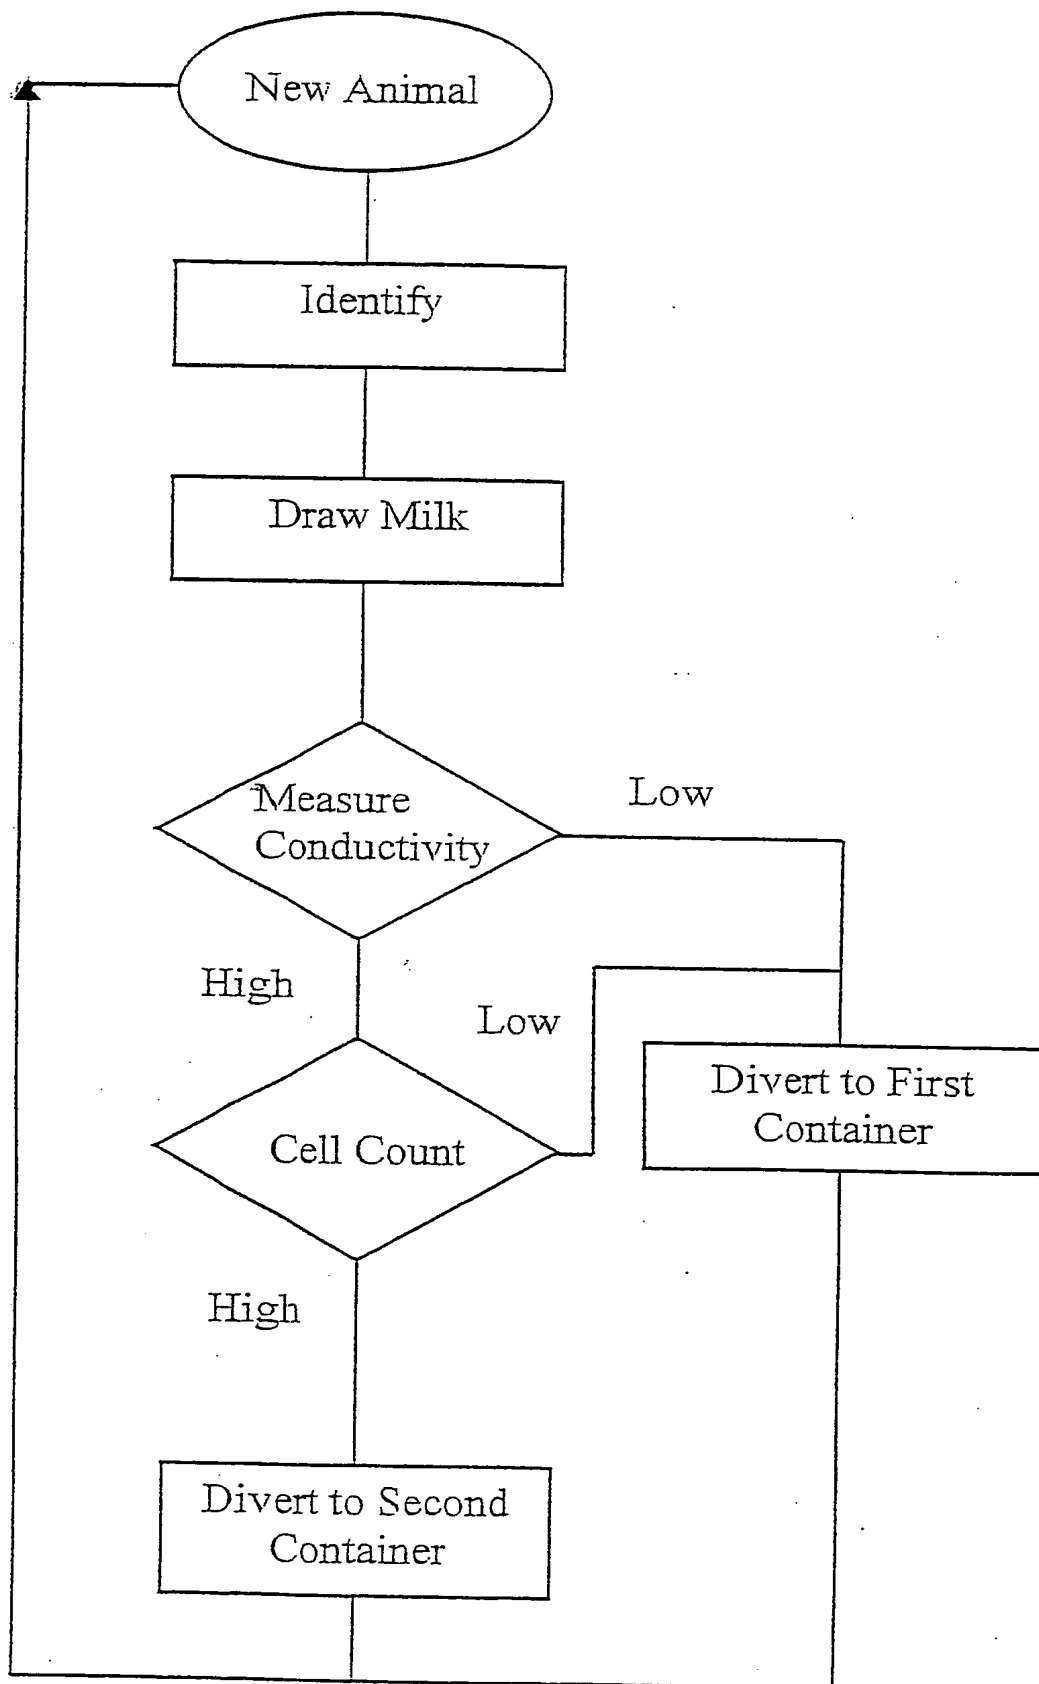 New Animal
Identify
Draw Milk
Measure
Conductivity
Low
High
Low
Divert to First
Container
Cell Count
High
Divert to Second
Container